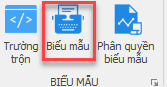 Trường trộn
Biểu mẫu
Phân quyền biểu mẫu
BIỂU MẪU